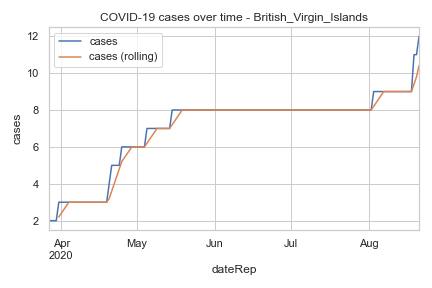 COVID-19 cases over time - British_Virgin_Islands
cases
cases (rolling)
12
10
8
6
4
2
cases
Apr May Jun Jul Aug
2020
dateRep